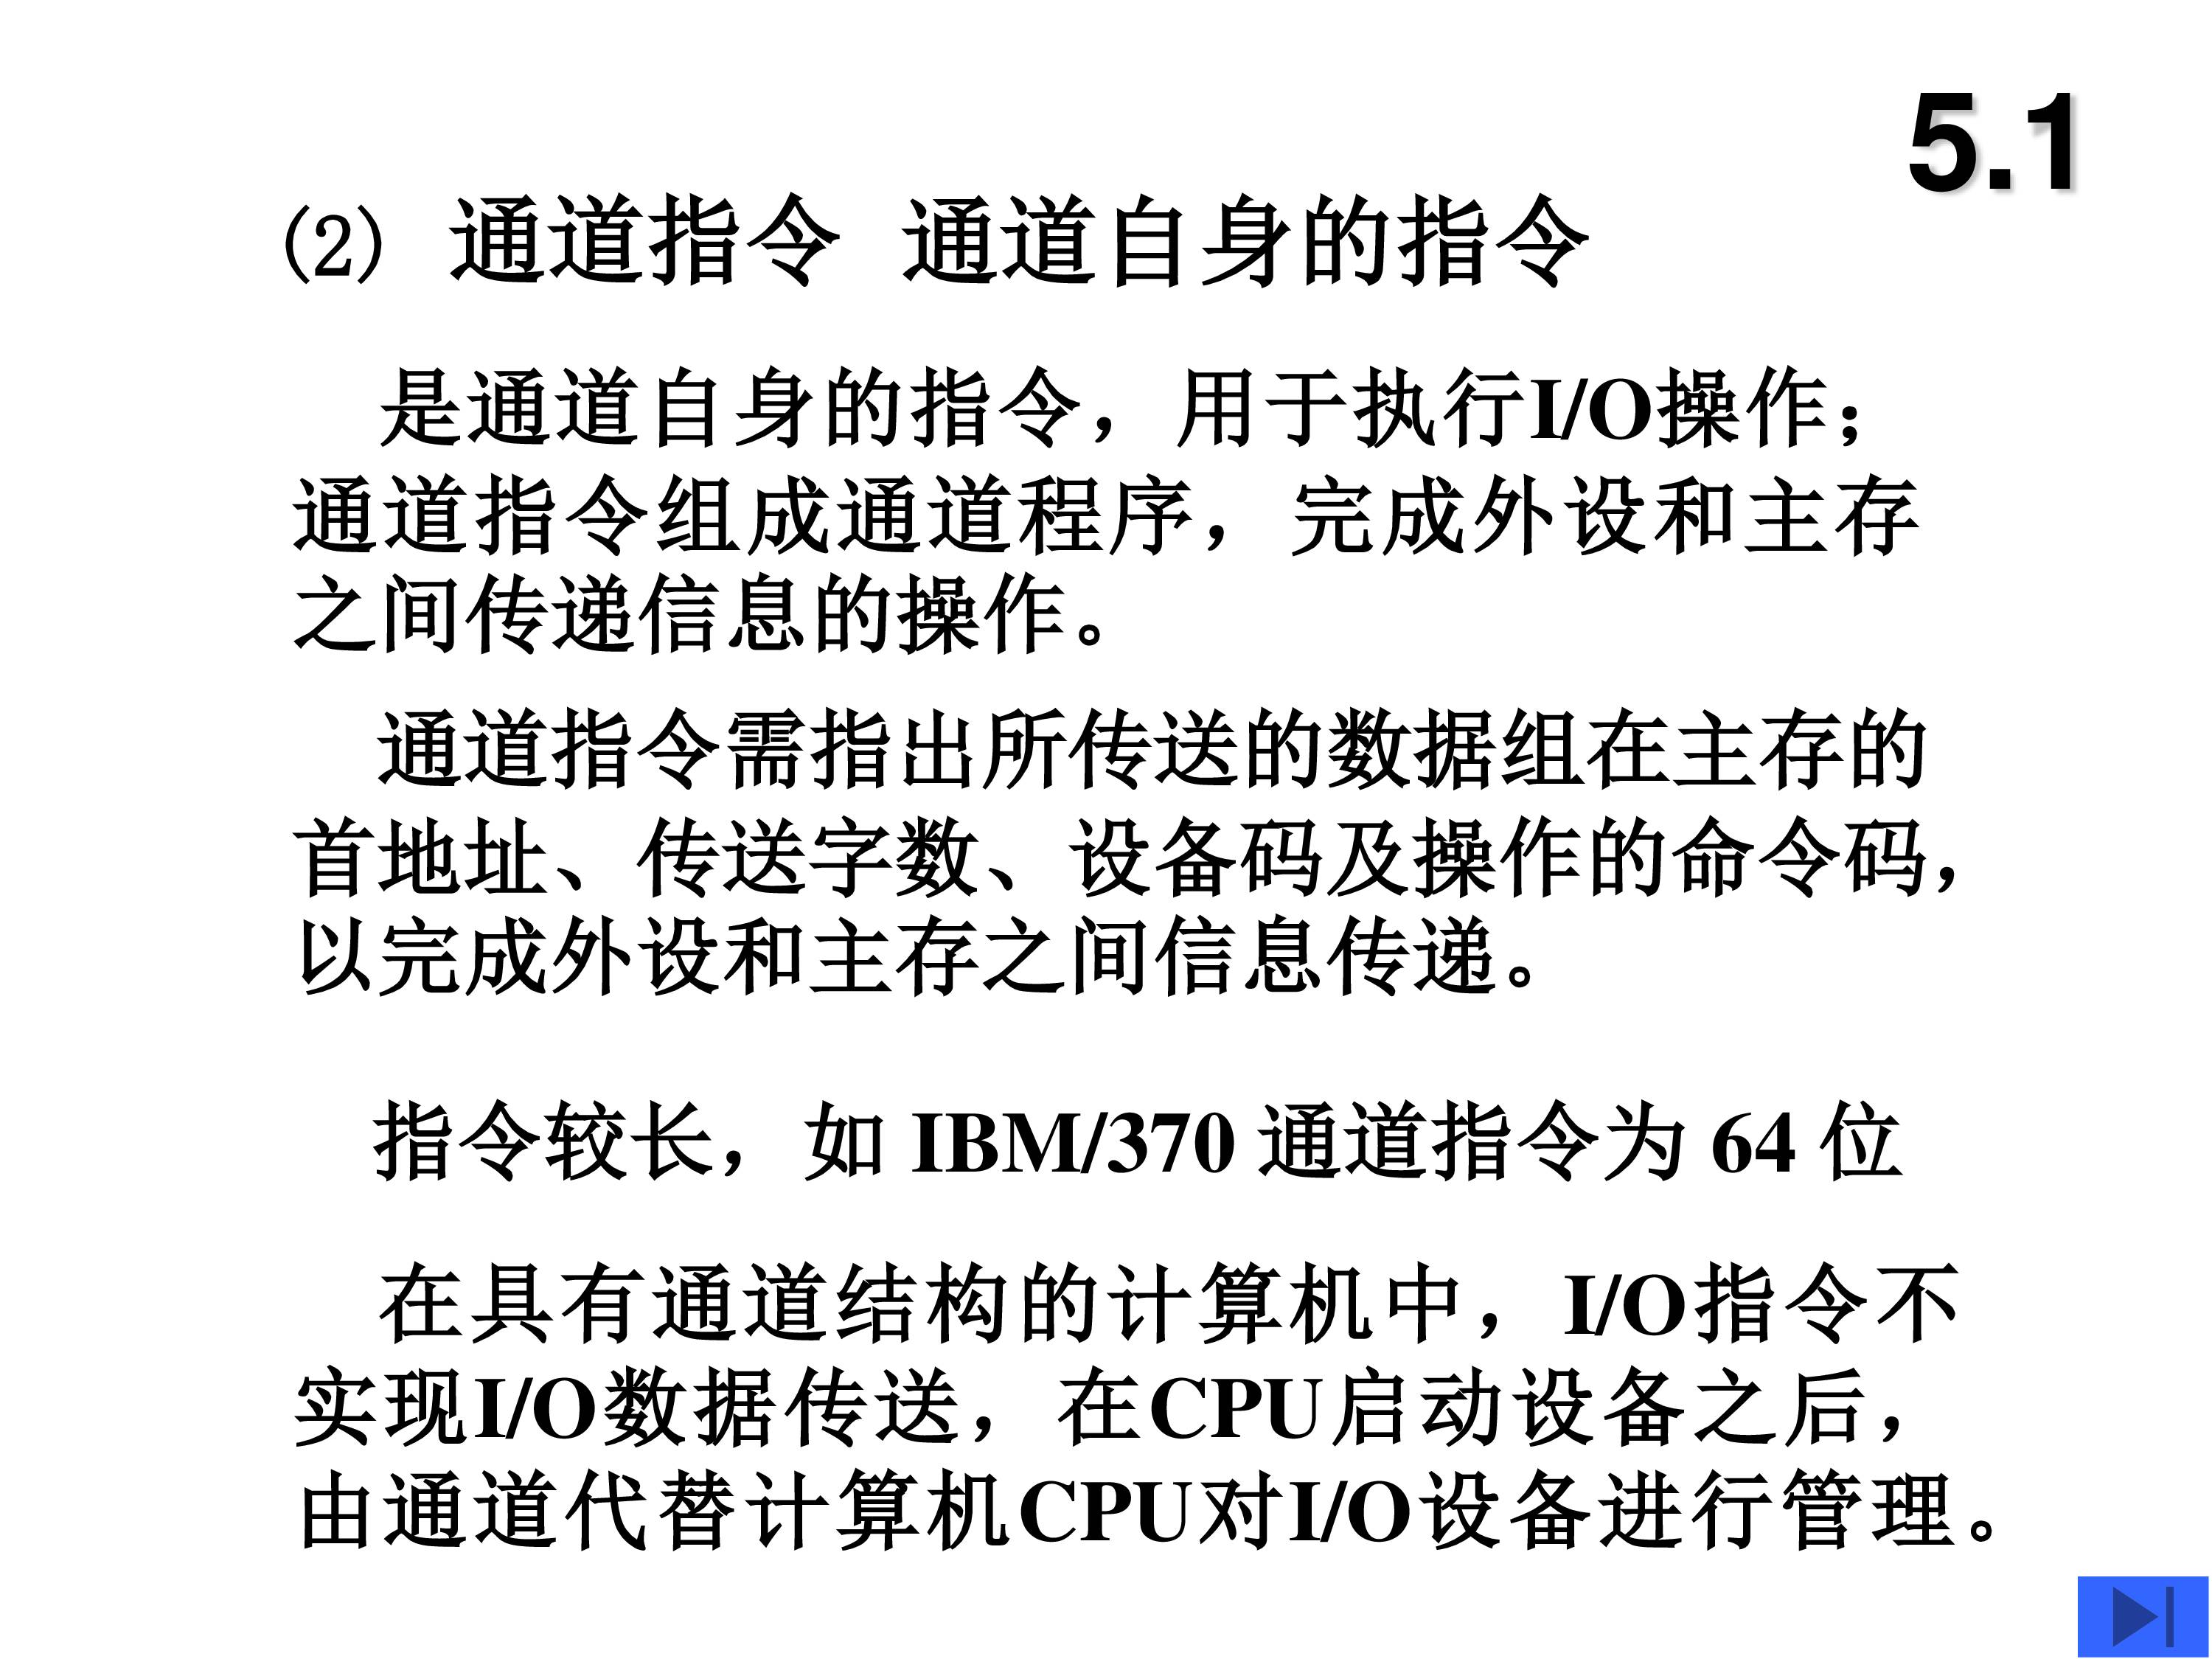 5.1
(2) 通道指令 通道自身的指令
是通道自身的指令，用于执行I/O操作；
通道指令组成通道程序，完成外设和主存
之间传递信息的操作。
通道指令需指出所传送的数据组在主存的
首地址、传送字数、设备码及操作的命令码，
以完成外设和主存之间信息传递。
指令较长，如 IBM/370 通道指令为 64 位
在具有通道结构的计算机中，I/O指令不
实现I/O数据传送，在CPU启动设备之后，
由通道代替计算机CPU对I/O设备进行管理。